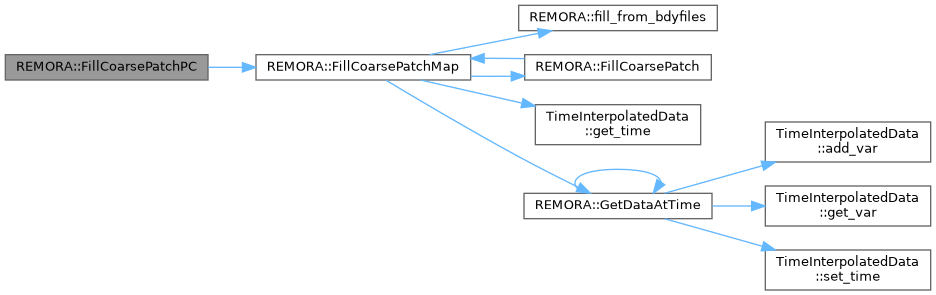 REMORA::FillCoarsePatchPC
REMORA::FillCoarsePatchMap
REMORA::fill_from_bdyfiles
REMORA::FillCoarsePatch
TimeInterpolatedData
::get_time
REMORA::GetDataAtTime
TimeInterpolatedData
::add_var
TimeInterpolatedData
::get_var
TimeInterpolatedData
::set_time